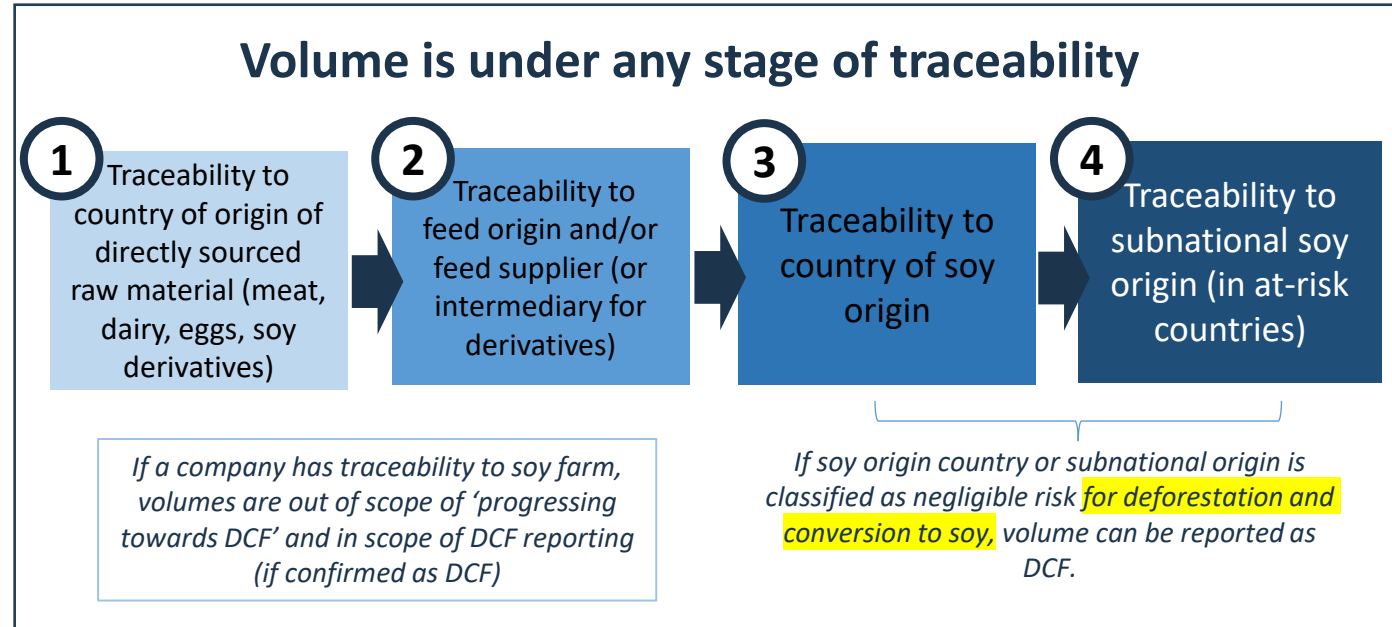 Volume is under any stage of traceability
1
Traceability to
country of origin of
directly sourced
raw material (meat,
dairy, eggs, soy
derivatives)
2
Traceability to
feed origin and/or
feed supplier (or
intermediary for
derivatives)
3
Traceability to
country of soy
origin
4
Traceability to
subnational soy
origin (in at-risk
countries)
If a company has traceability to soy farm,
volumes are out of scope of ‘progressing
towards DCF’ and in scope of DCF reporting
(if confirmed as DCF)
If soy origin country or subnational origin is
classified as negligible risk for deforestation and
conversion to soy, volume can be reported as
DCF.